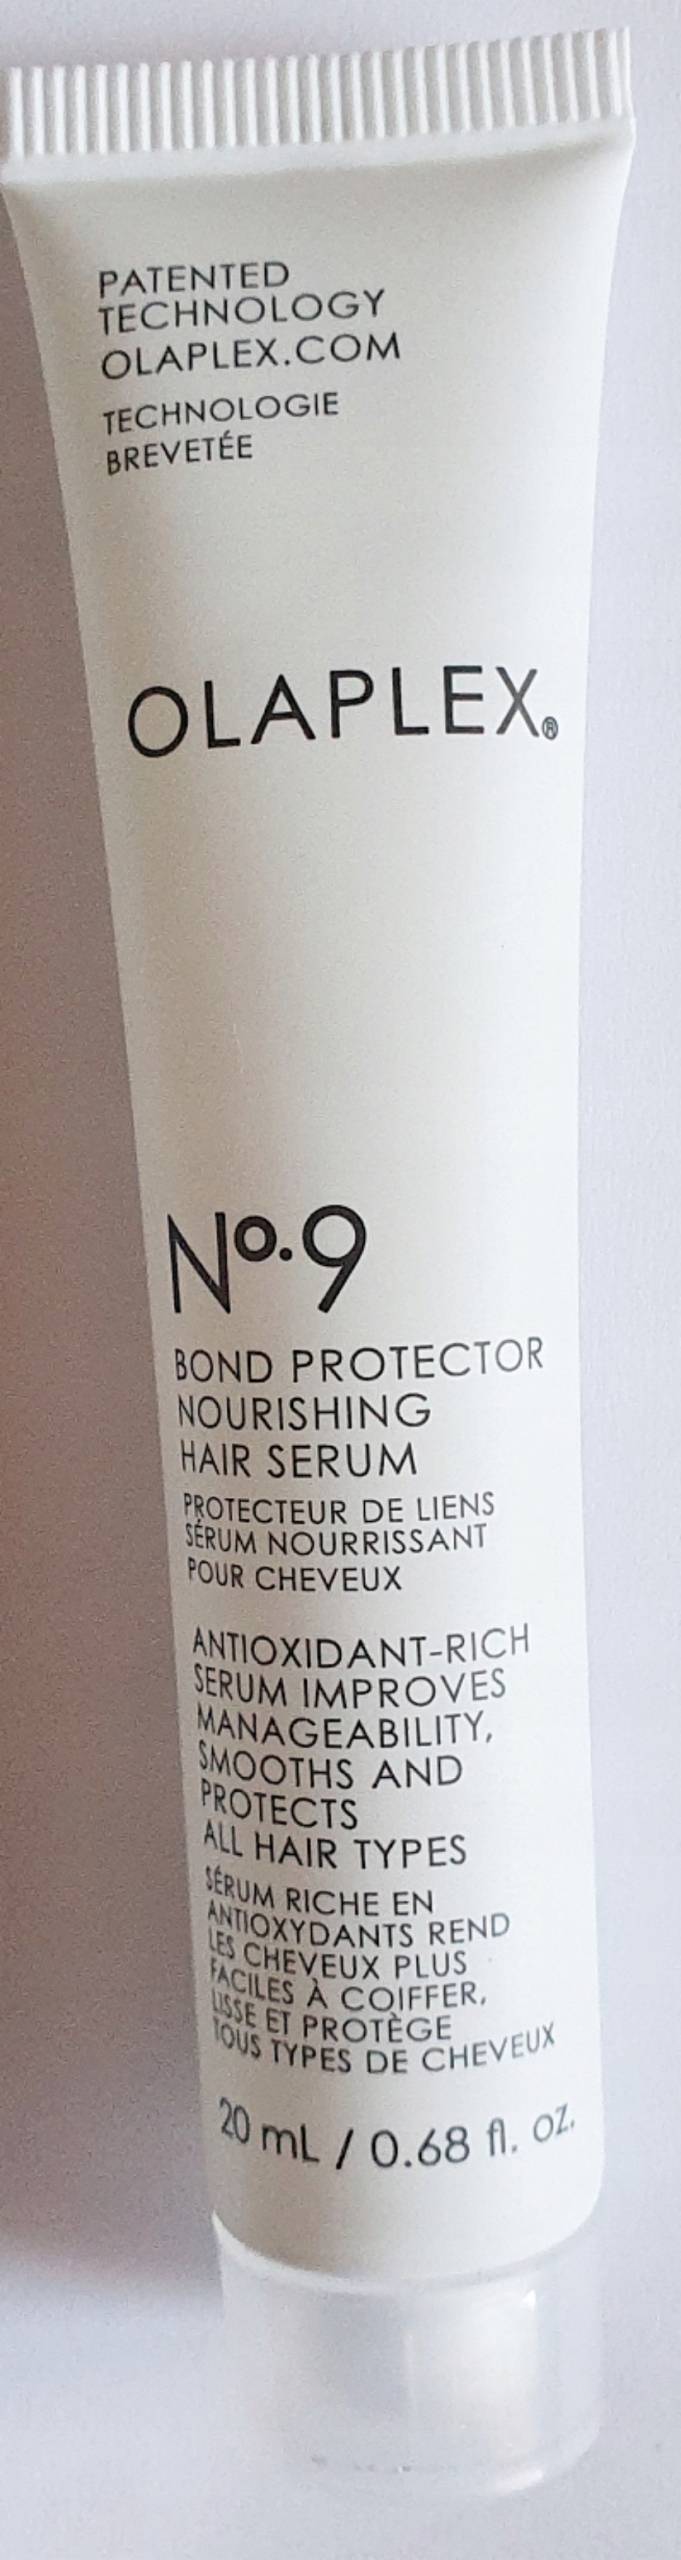 PATENTED
TECHNOLOGY
OLAPLEX.COM
TECHNOLOGIE
BREVETÉE
OLAPLEX®
Nº.9
BOND PROTECTOR
NOURISHING
HAIR SERUM
PROTECTEUR DE LIENS
SÉRUM NOURRISSANT
POUR CHEVEUX
ANTIOXIDANT-RICH
SERUM IMPROVES
MANAGEABILITY,
SMOOTHS AND
PROTECTS
ALL HAIR TYPES
SÉRUM RICHE EN
ANTIOXYDANTS REND
LES CHEVEUX PLUS
FACILES À COIFFER,
LISSE ET PROTÈGE
TOUS TYPES DE CHEVEUX
20 mL / 0.68 fl. oz.